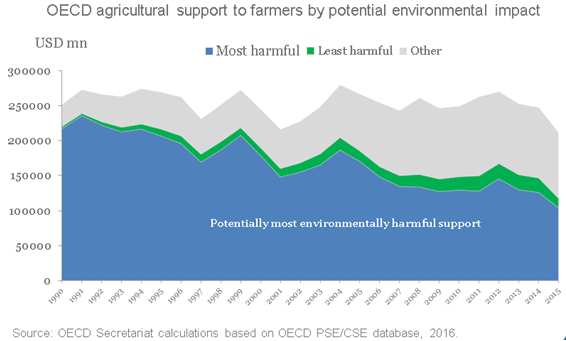 OECD agricultural support to farmers by potential environmental impact
USD mn
Most harmful Least harmful Other
300000
250000
200000
150000
100000
50000
0
Potentially most environmentally harmful support
1990 1991 1992 1993 1994 1995 1996 1997 1998 1999 2000 2001 2002 2003 2004 2005 2006 2007 2008 2009 2010 2011 2012 2013 2014 2015
Source: OECD Secretariat calculations based on OECD PSE/CSE database, 2016.